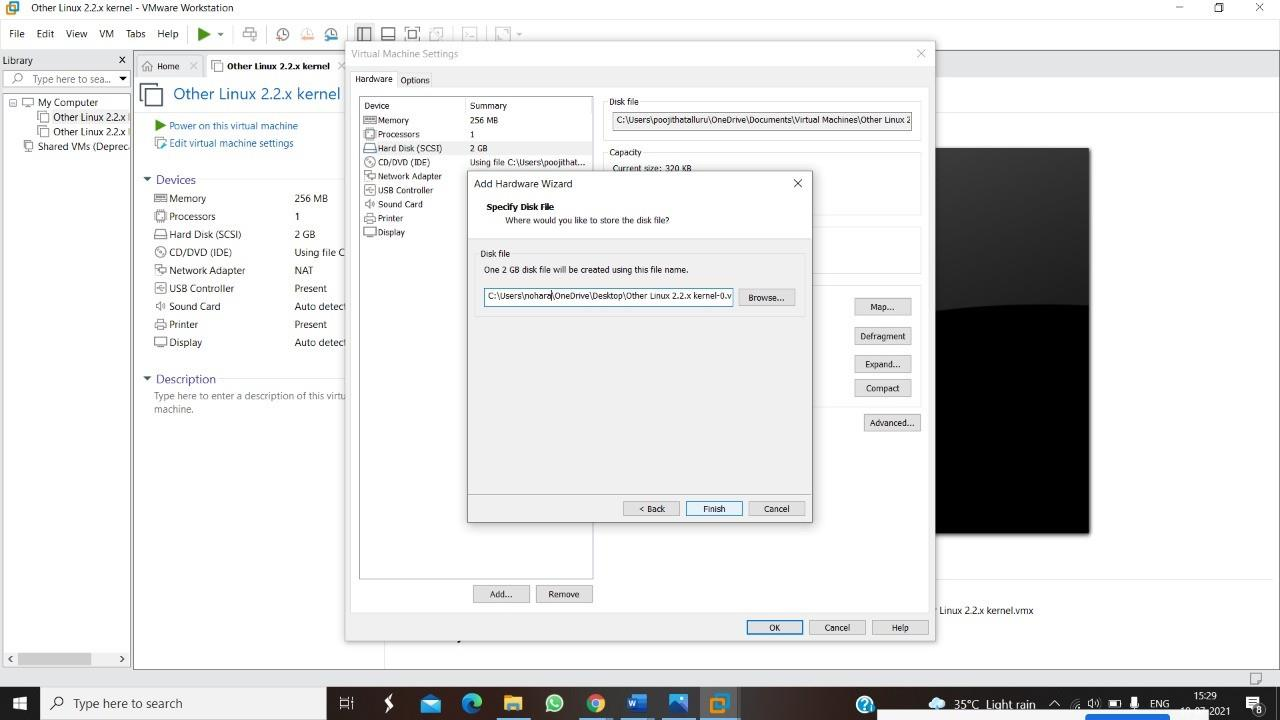 Other Linux 2.2.x kernel - VMware Workstation
File Edit View VM Tabs Help
Library
Type here to sea...
My Computer
Other Linux 2.2.x
Other Linux 2.2.x
Shared VMs (Deprec
Home
Other Linux 2.2.x kernel
Other Linux 2.2.x kernel
Power on this virtual machine
Edit virtual machine settings
Devices
Memory 256 MB
Processors 1
Hard Disk (SCSI) 2 GB
CD/DVD (IDE) Using file C
Network Adapter NAT
USB Controller Present
Sound Card Auto detect
Printer Present
Display Auto detect
Description
Type here to enter a description of this virtu
machine.
Virtual Machine Settings
Hardware Options
Device Summary
Memory 256 MB
Processors 1
Hard Disk (SCSI) 2 GB
CD/DVD (IDE) Using file C:\Users\poojithat...
Network Adapter
USB Controller
Sound Card
Printer
Display
Add... Remove
Disk file
C:\Users\poojithatalluru\OneDrive\Documents\Virtual Machines\Other Linux 2
Capacity
Current size: 320 KB
Map...
Defragment
Expand...
Compact
Advanced...
OK Cancel Help
Add Hardware Wizard
Specify Disk File
Where would you like to store the disk file?
Disk file
One 2 GB disk file will be created using this file name.
C:\Users\nohara\OneDrive\Desktop\Other Linux 2.2.x kernel-0.v
Browse...
< Back Finish Cancel
Linux 2.2.x kernel.vmx
Type here to search
35°C Light rain
ENG
15:29
8